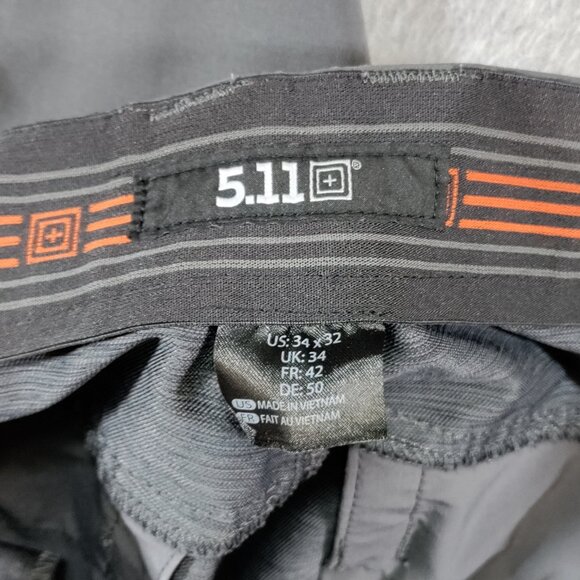 5.11®
US: 34 x 32
UK: 34
FR: 42
DE: 50
US MADE IN VIETNAM
FR FAIT AU VIETNAM